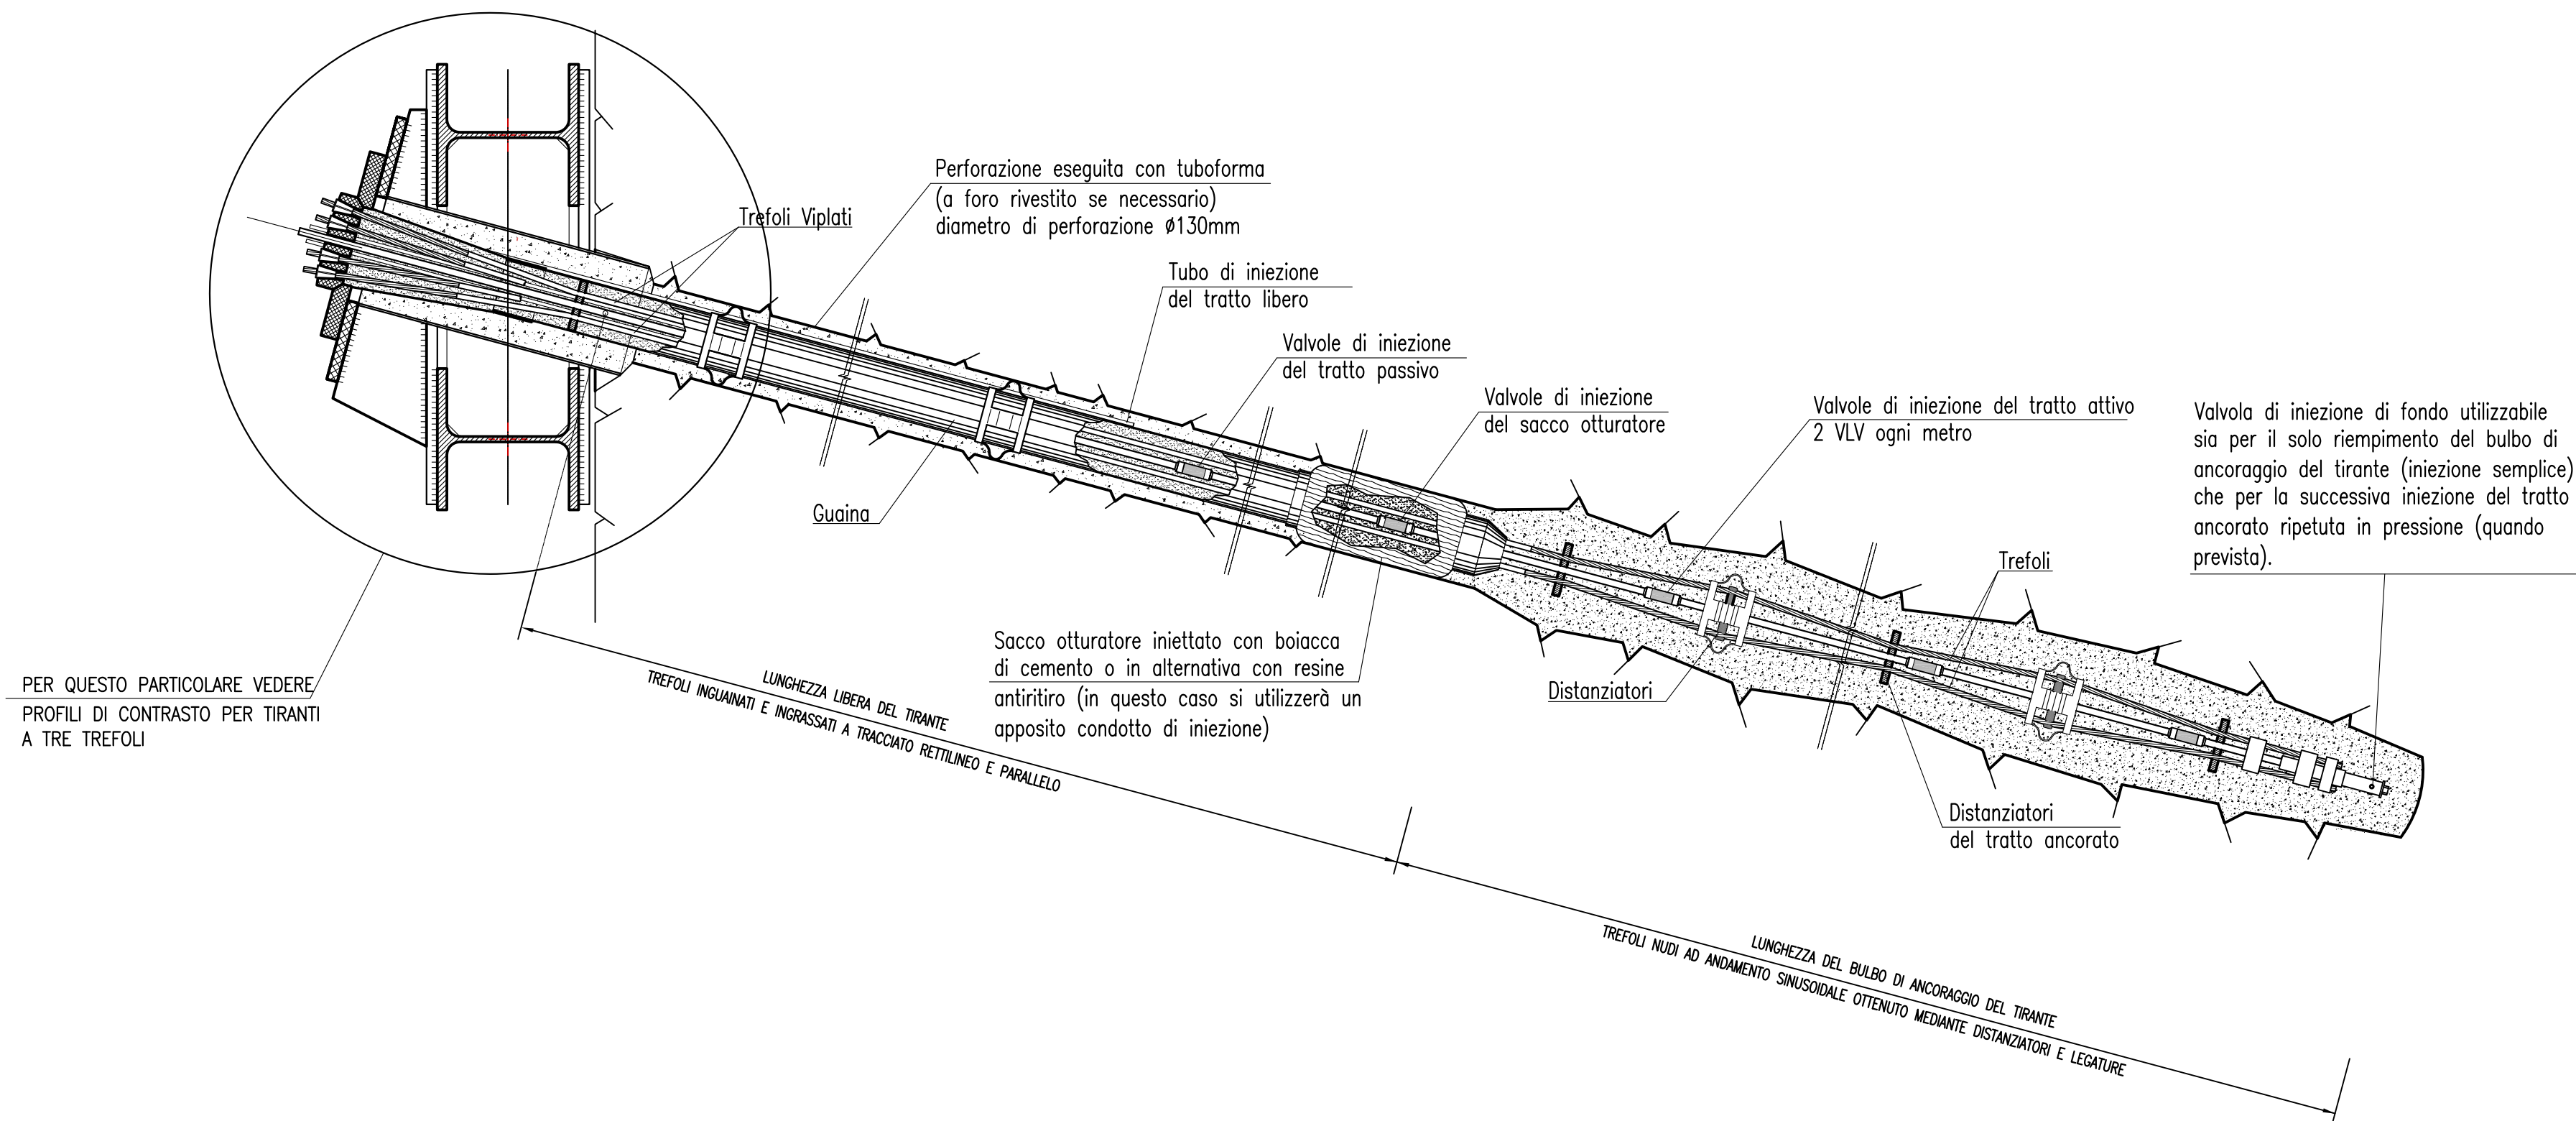 Perforazione eseguita con tuboforma
(a foro rivestito se necessario)
diametro di perforazione Ø130mm
Trefoli Viplati
Tubo di iniezione
del tratto libero
Valvole di iniezione
del tratto passivo
Valvole di iniezione
del sacco otturatore
Valvole di iniezione del tratto attivo
2 VLV ogni metro
Valvola di iniezione di fondo utilizzabile
sia per il solo riempimento del bulbo di
ancoraggio del tirante (iniezione semplice)
che per la successiva iniezione del tratto
ancorato ripetuta in pressione (quando
prevista).
Guaina
Trefoli
Sacco otturatore iniettato con boiacca
di cemento o in alternativa con resine
antiritiro (in questo caso si utilizzerà un
apposito condotto di iniezione)
Distanziatori
PER QUESTO PARTICOLARE VEDERE
PROFILI DI CONTRASTO PER TIRANTI
A TRE TREFOLI
LUNGHEZZA LIBERA DEL TIRANTE
TREFOLI INGUAINATI E INGRASSATI A TRACCIATO RETTILINEO E PARALLELO
Distanziatori
del tratto ancorato
LUNGHEZZA DEL BULBO DI ANCORAGGIO DEL TIRANTE
TREFOLI NUDI AD ANDAMENTO SINUSOIDALE OTTENUTO MEDIANTE DISTANZIATORI E LEGATURE